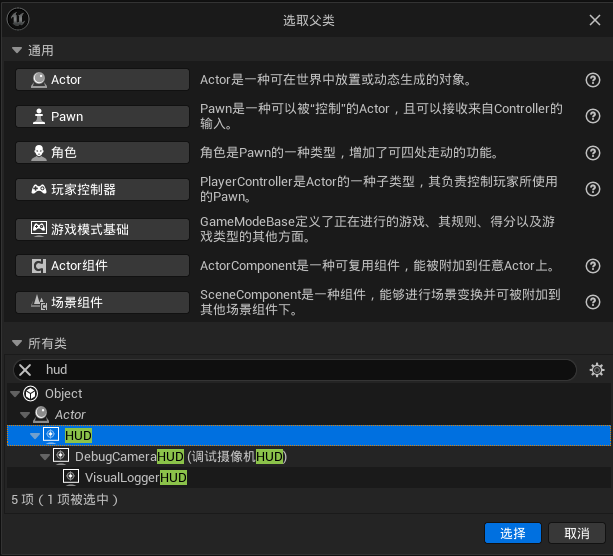 选取父类
通用
Actor
Actor是一种可在世界中放置或动态生成的对象。
Pawn
Pawn是一种可以被“控制”的Actor，且可以接收来自Controller的
输入。
角色
角色是Pawn的一种类型，增加了可四处走动的功能。
玩家控制器
PlayerController是Actor的一种子类型，其负责控制玩家所使用
的Pawn。
游戏模式基础
GameModeBase定义了正在进行的游戏、其规则、得分以及游
戏类型的其他方面。
Actor组件
ActorComponent是一种可复用组件，能被附加到任意Actor上。
场景组件
SceneComponent是一种组件，能够进行场景变换并可被附加到
其他场景组件下。
所有类
hud
Object
Actor
HUD
DebugCameraHUD (调试摄像机HUD)
VisualLoggerHUD
5 项（1 项被选中）
选择
取消